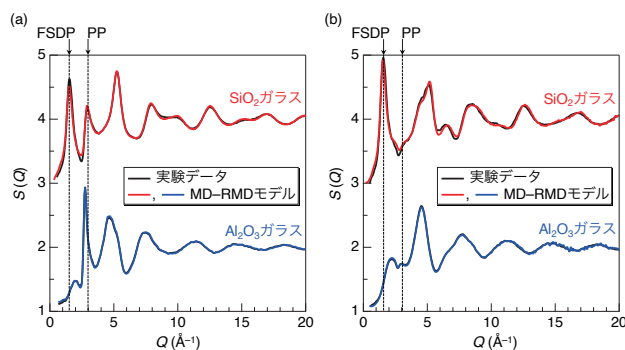 (a)
FSDP PP
5
4
3
2
1
S(Q)
SiO₂ガラス
実験データ
, MD–RMDモデル
Al₂O₃ガラス
0 5 10 15 20
Q (Å⁻¹)
(b)
FSDP PP
5
4
3
2
1
S(Q)
SiO₂ガラス
実験データ
, MD–RMDモデル
Al₂O₃ガラス
0 5 10 15 20
Q (Å⁻¹)